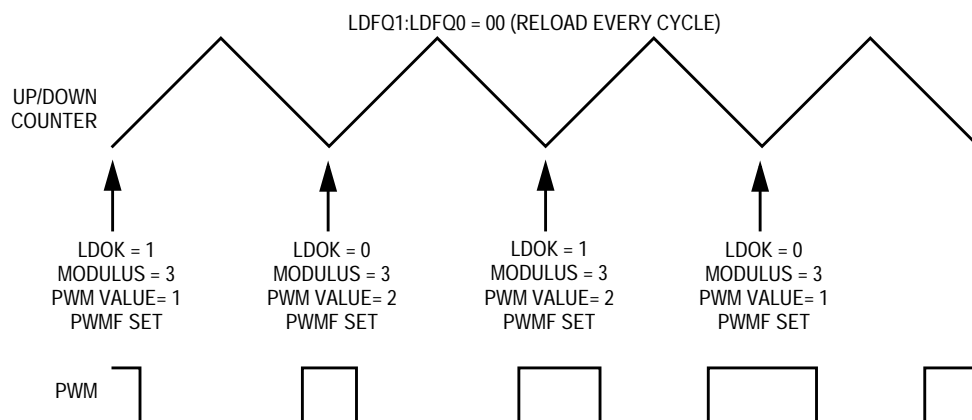 LDFQ1:LDFQ0 = 00 (RELOAD EVERY CYCLE)
UP/DOWN
COUNTER
LDOK = 1
MODULUS = 3
PWM VALUE= 1
PWMF SET
LDOK = 0
MODULUS = 3
PWM VALUE= 2
PWMF SET
LDOK = 1
MODULUS = 3
PWM VALUE= 2
PWMF SET
LDOK = 0
MODULUS = 3
PWM VALUE= 1
PWMF SET
PWM